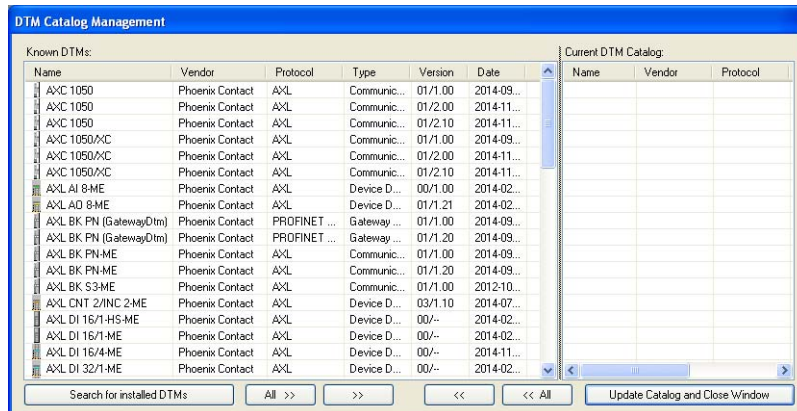 DTM Catalog Management
Known DTMs:
Current DTM Catalog:
Name Vendor Protocol Type Version Date Name Vendor Protocol
AXC 1050 Phoenix Contact AXL Communic... 01/1.00 2014-09...
AXC 1050 Phoenix Contact AXL Communic... 01/2.00 2014-11...
AXC 1050 Phoenix Contact AXL Communic... 01/2.10 2014-11...
AXC 1050/XC Phoenix Contact AXL Communic... 01/1.00 2014-09...
AXC 1050/XC Phoenix Contact AXL Communic... 01/2.00 2014-11...
AXC 1050/XC Phoenix Contact AXL Communic... 01/2.10 2014-11...
AXL AI 8-ME Phoenix Contact AXL Device D... 00/1.00 2014-02...
AXL AO 8-ME Phoenix Contact AXL Device D... 01/1.21 2014-02...
AXL BK PN (GatewayDtm) Phoenix Contact PROFINET ... Gateway ... 01/1.00 2014-09...
AXL BK PN (GatewayDtm) Phoenix Contact PROFINET ... Gateway ... 01/1.20 2014-09...
AXL BK PN-ME Phoenix Contact AXL Communic... 01/1.00 2014-09...
AXL BK PN-ME Phoenix Contact AXL Communic... 01/1.20 2014-09...
AXL BK S3-ME Phoenix Contact AXL Communic... 01/1.00 2012-10...
AXL CNT 2/INC 2-ME Phoenix Contact AXL Device D... 03/1.10 2014-07...
AXL DI 16/1-HS-ME Phoenix Contact AXL Device D... 00/-- 2014-02...
AXL DI 16/1-ME Phoenix Contact AXL Device D... 00/-- 2014-02...
AXL DI 16/4-ME Phoenix Contact AXL Device D... 00/-- 2014-11...
AXL DI 32/1-ME Phoenix Contact AXL Device D... 00/-- 2014-02...
Search for installed DTMs All >> >> << << All Update Catalog and Close Window